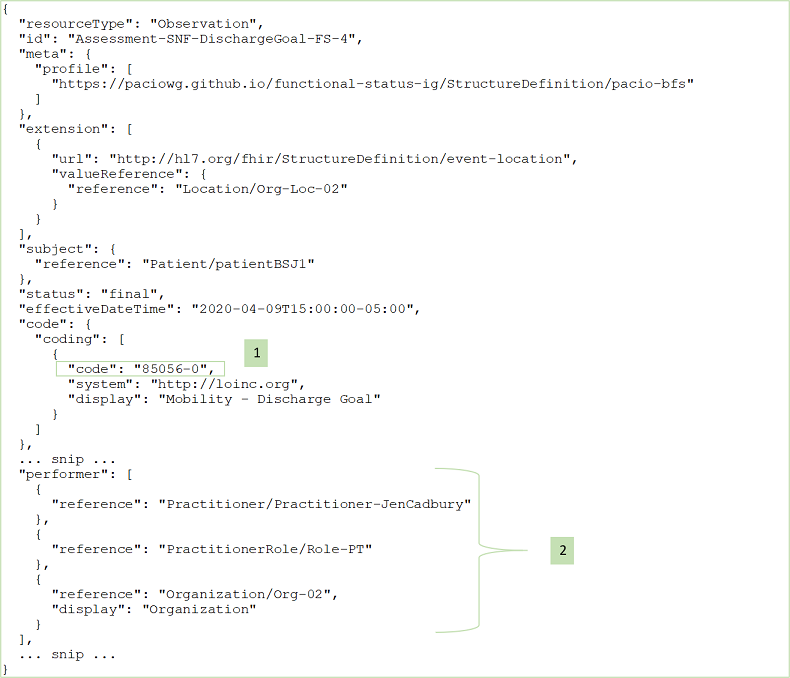 {
  "resourceType": "Observation",
  "id": "Assessment-SNF-DischargeGoal-FS-4",
  "meta": {
    "profile": [
      "https://paciowg.github.io/functional-status-ig/StructureDefinition/pacio-bfs"
    ]
  },
  "extension": [
    {
      "url": "http://hl7.org/fhir/StructureDefinition/event-location",
      "valueReference": {
        "reference": "Location/Org-Loc-02"
      }
    }
  ],
  "subject": {
    "reference": "Patient/patientBSJ1"
  },
  "status": "final",
  "effectiveDateTime": "2020-04-09T15:00:00-05:00",
  "code": {
    "coding": [
      {
1
        "code": "85056-0",
        "system": "http://loinc.org",
        "display": "Mobility - Discharge Goal"
      }
    ]
  },
  ... snip ...
  "performer": [
    {
      "reference": "Practitioner/Practitioner-JenCadbury"
    },
    {
      "reference": "PractitionerRole/Role-PT"
2
    },
    {
      "reference": "Organization/Org-02",
      "display": "Organization"
    }
  ],
  ... snip ...
}